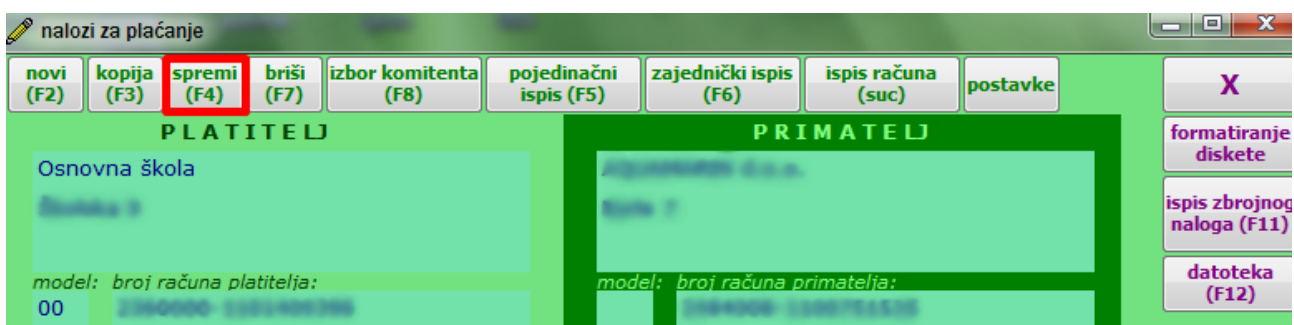 nalozi za plaćanje
novi (F2)
kopija (F3)
spremi (F4)
briši (F7)
izbor komitenta (F8)
pojedinačni ispis (F5)
zajednički ispis (F6)
ispis računa (suc)
postavke
X
PLATITELJ
PRIMATELJ
formatiranje diskete
Osnovna škola
ispis zbrojnog naloga (F11)
model: broj računa platitelja:
model: broj računa primatelja:
datoteka (F12)
00